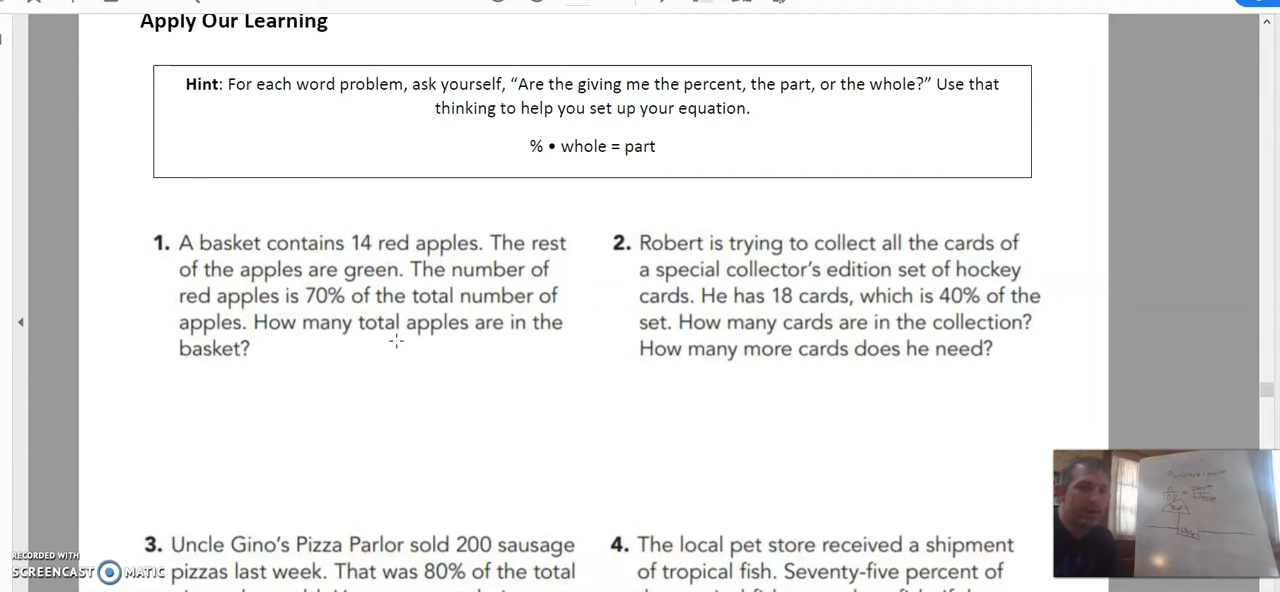 Apply Our Learning
Hint: For each word problem, ask yourself, “Are the giving me the percent, the part, or the whole?” Use that
thinking to help you set up your equation.
% • whole = part
1. A basket contains 14 red apples. The rest
of the apples are green. The number of
red apples is 70% of the total number of
apples. How many total apples are in the
basket?
2. Robert is trying to collect all the cards of
a special collector’s edition set of hockey
cards. He has 18 cards, which is 40% of the
set. How many cards are in the collection?
How many more cards does he need?
3. Uncle Gino’s Pizza Parlor sold 200 sausage
pizzas last week. That was 80% of the total
4. The local pet store received a shipment
of tropical fish. Seventy-five percent of
RECORDED WITH
SCREENCAST MATIC
part